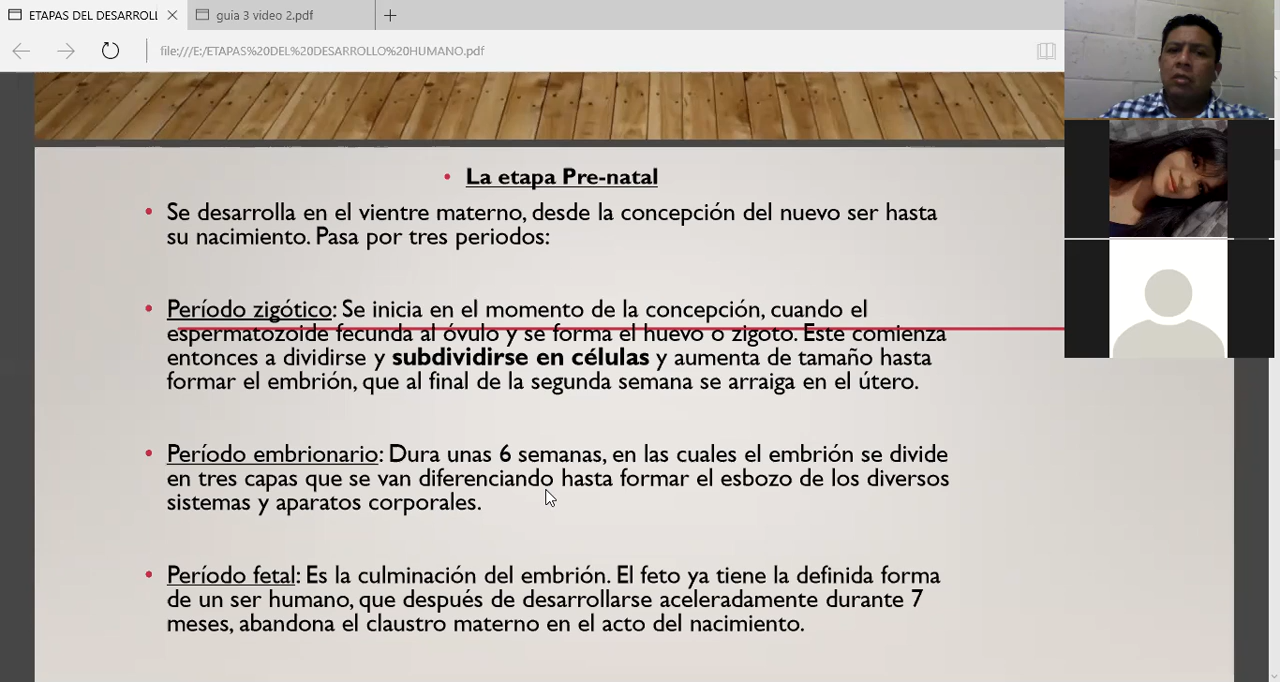 ETAPAS DEL DESARROLL
guia 3 video 2.pdf
file:///E:/ETAPAS%20DEL%20DESARROLLO%20HUMANO.pdf
• La etapa Pre-natal
• Se desarrolla en el vientre materno, desde la concepción del nuevo ser hasta
su nacimiento. Pasa por tres periodos:
• Período zigótico: Se inicia en el momento de la concepción, cuando el
espermatozoide fecunda al óvulo y se forma el huevo o zigoto. Este comienza
entonces a dividirse y subdividirse en células y aumenta de tamaño hasta
formar el embrión, que al final de la segunda semana se arraiga en el útero.
• Período embrionario: Dura unas 6 semanas, en las cuales el embrión se divide
en tres capas que se van diferenciando hasta formar el esbozo de los diversos
sistemas y aparatos corporales.
• Período fetal: Es la culminación del embrión. El feto ya tiene la definida forma
de un ser humano, que después de desarrollarse aceleradamente durante 7
meses, abandona el claustro materno en el acto del nacimiento.